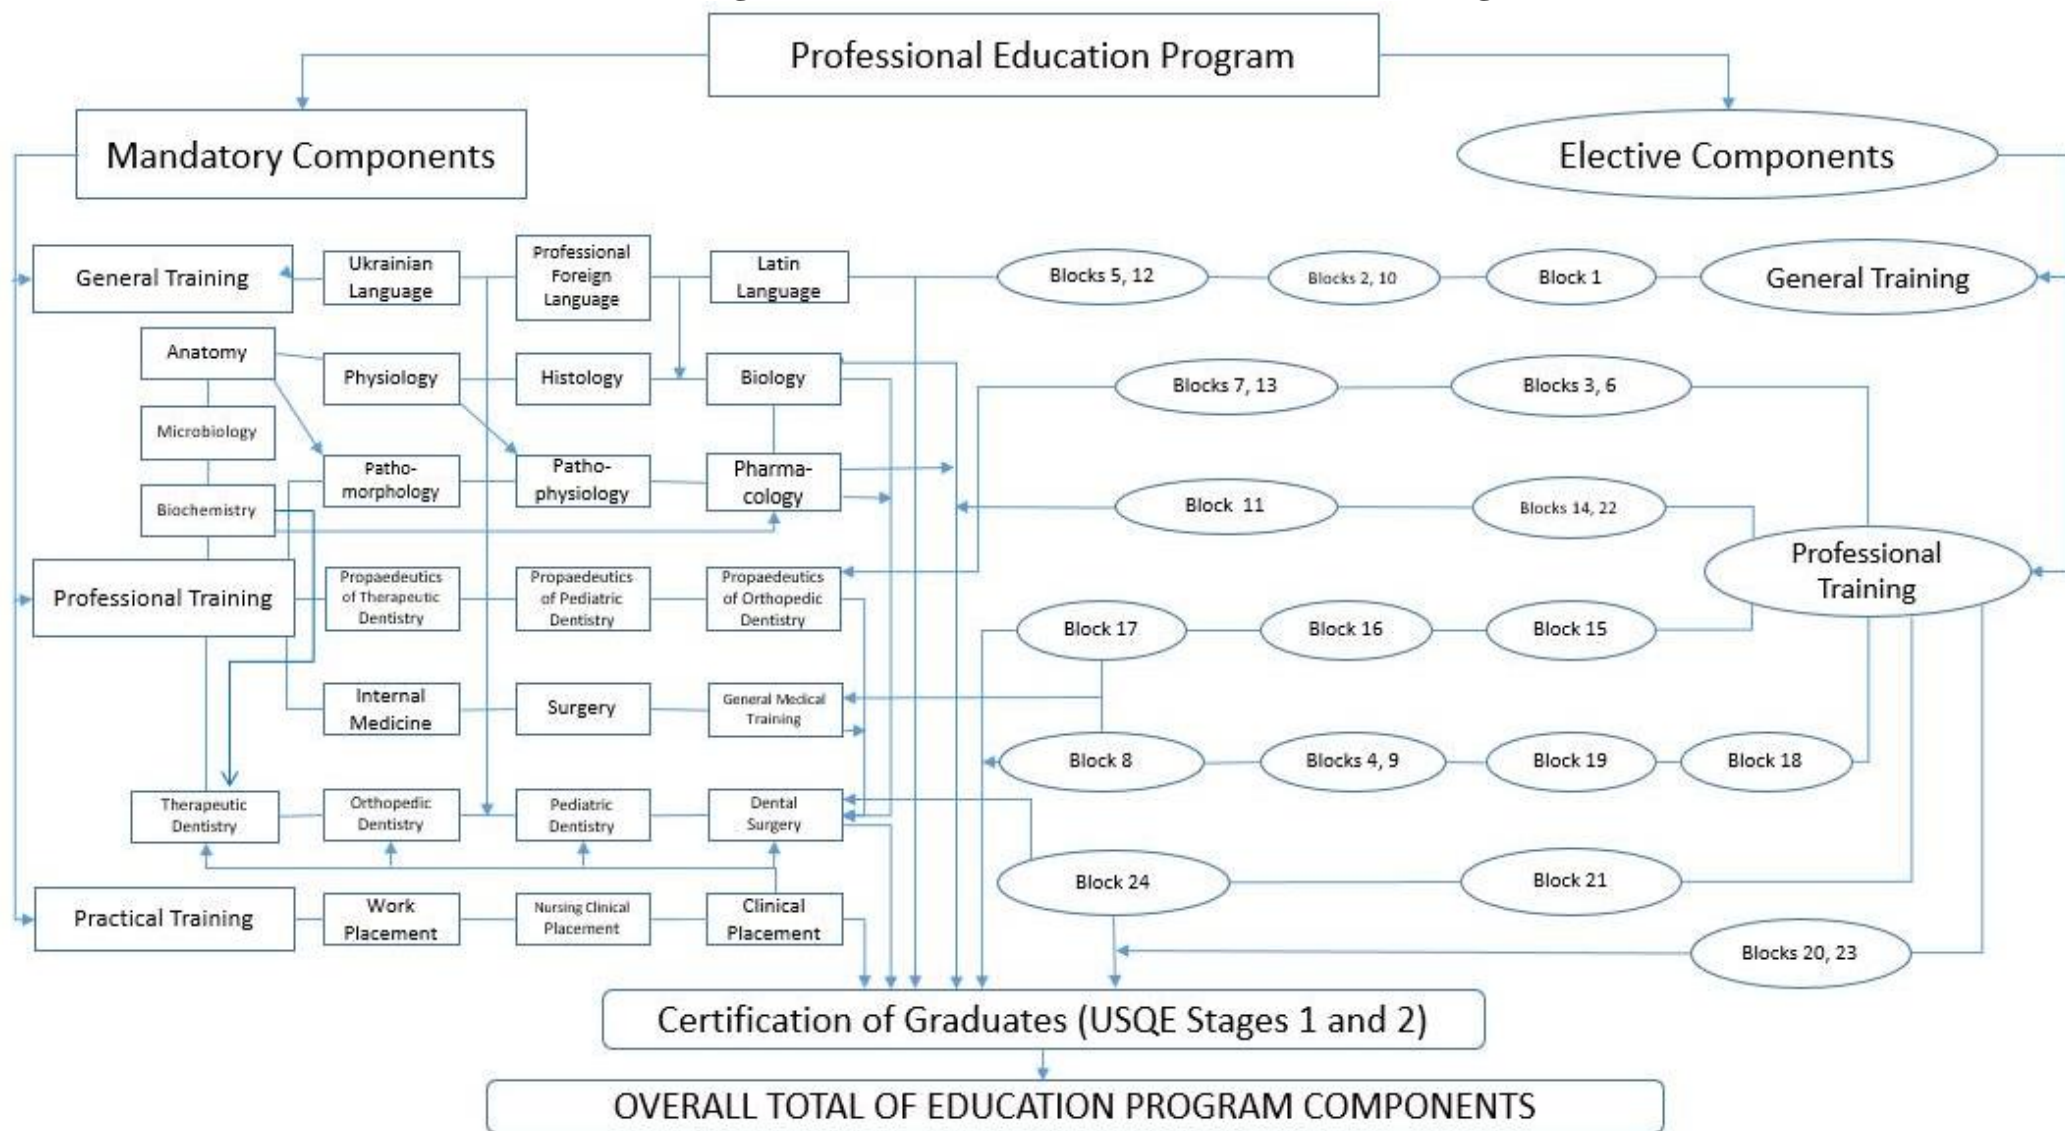 Professional Education Program
Mandatory Components
Elective Components
General Training
Ukrainian
Language
Professional
Foreign
Language
Latin
Language
Blocks 5, 12
Blocks 2, 10
Block 1
General Training
Anatomy
Physiology
Histology
Biology
Blocks 7, 13
Blocks 3, 6
Microbiology
Patho-
morphology
Patho-
physiology
Pharma-
cology
Biochemistry
Block 11
Blocks 14, 22
Professional
Training
Professional Training
Propaedeutics
of Therapeutic
Dentistry
Propaedeutics
of Pediatric
Dentistry
Propaedeutics
of Orthopedic
Dentistry
Block 17
Block 16
Block 15
Internal
Medicine
Surgery
General Medical
Training
Block 8
Blocks 4, 9
Block 19
Block 18
Therapeutic
Dentistry
Orthopedic
Dentistry
Pediatric
Dentistry
Dental
Surgery
Block 24
Block 21
Practical Training
Work
Placement
Nursing Clinical
Placement
Clinical
Placement
Blocks 20, 23
Certification of Graduates (USQE Stages 1 and 2)
OVERALL TOTAL OF EDUCATION PROGRAM COMPONENTS